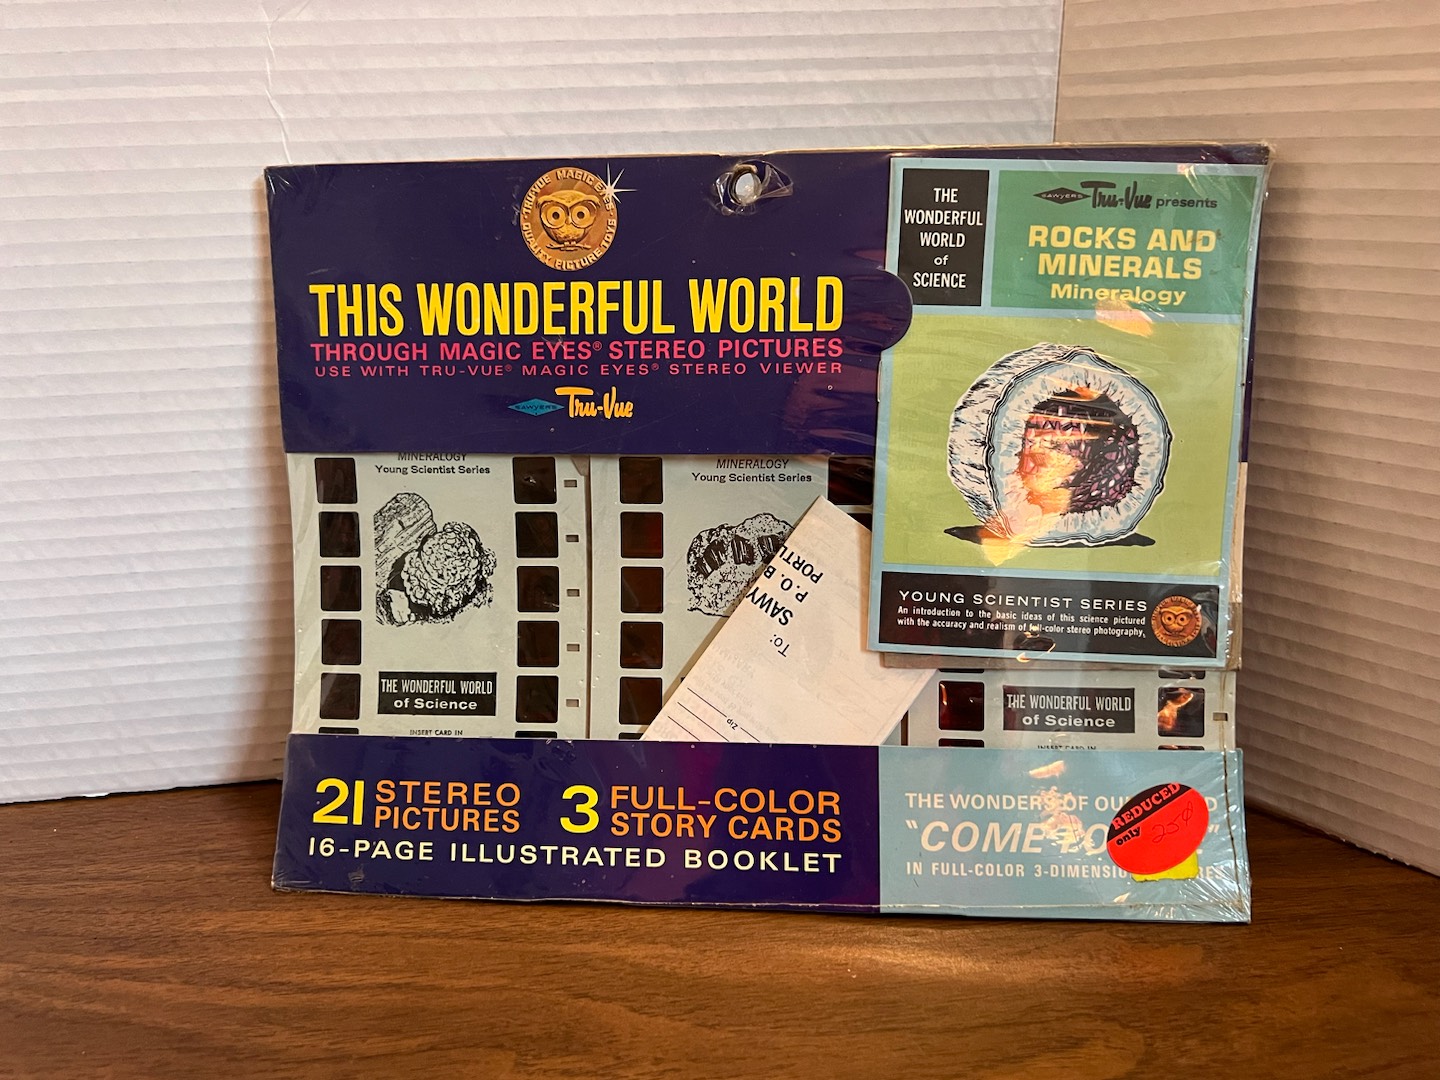 TRU-VUE MAGIC EYES
QUALITY PICTURE TOYS
THIS WONDERFUL WORLD
THROUGH MAGIC EYES® STEREO PICTURES
USE WITH TRU-VUE® MAGIC EYES® STEREO VIEWER
SAWYER'S Tru-Vue
THE
WONDERFUL
WORLD
of
SCIENCE
SAWYER'S Tru-Vue presents
ROCKS AND
MINERALS
Mineralogy
YOUNG SCIENTIST SERIES
An introduction to the basic ideas of this science pictured
with the accuracy and realism of full-color stereo photography.
MINERALOGY
Young Scientist Series
THE WONDERFUL WORLD
of Science
INSERT CARD IN
MINERALOGY
Young Scientist Series
To:
SAWY
P.O. B
PORTL
Zip
THE WONDERFUL WORLD
of Science
INSERT CARD IN
21 STEREO
PICTURES
3 FULL-COLOR
STORY CARDS
16-PAGE ILLUSTRATED BOOKLET
THE WONDERS OF OU D
"COME TO "
IN FULL-COLOR 3-DIMENSIO RES
REDUCED
only 25¢